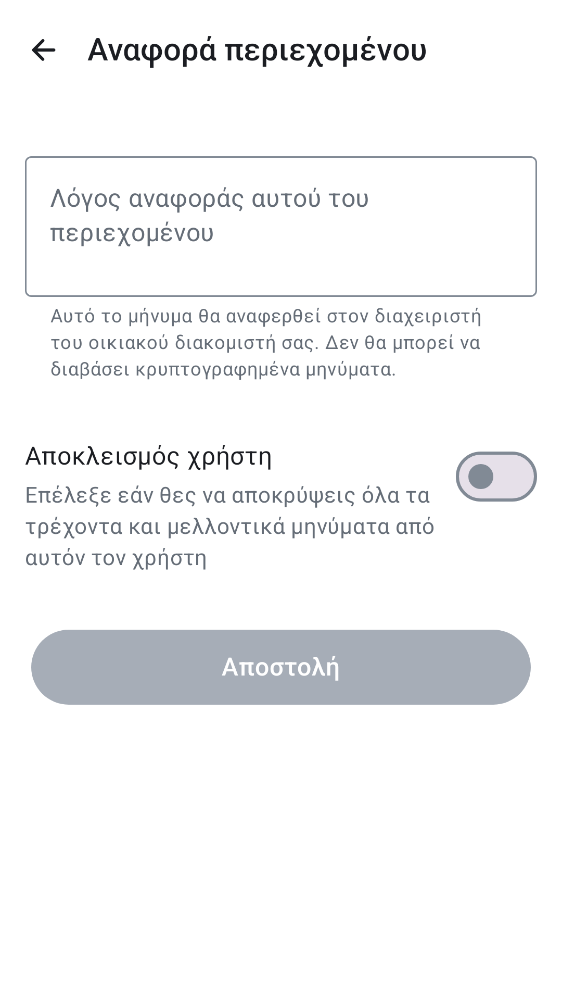 Αναφορά περιεχομένου
Λόγος αναφοράς αυτού του
περιεχομένου
Αυτό το μήνυμα θα αναφερθεί στον διαχειριστή
του οικιακού διακομιστή σας. Δεν θα μπορεί να
διαβάσει κρυπτογραφημένα μηνύματα.
Αποκλεισμός χρήστη
Επέλεξε εάν θες να αποκρύψεις όλα τα
τρέχοντα και μελλοντικά μηνύματα από
αυτόν τον χρήστη
Αποστολή